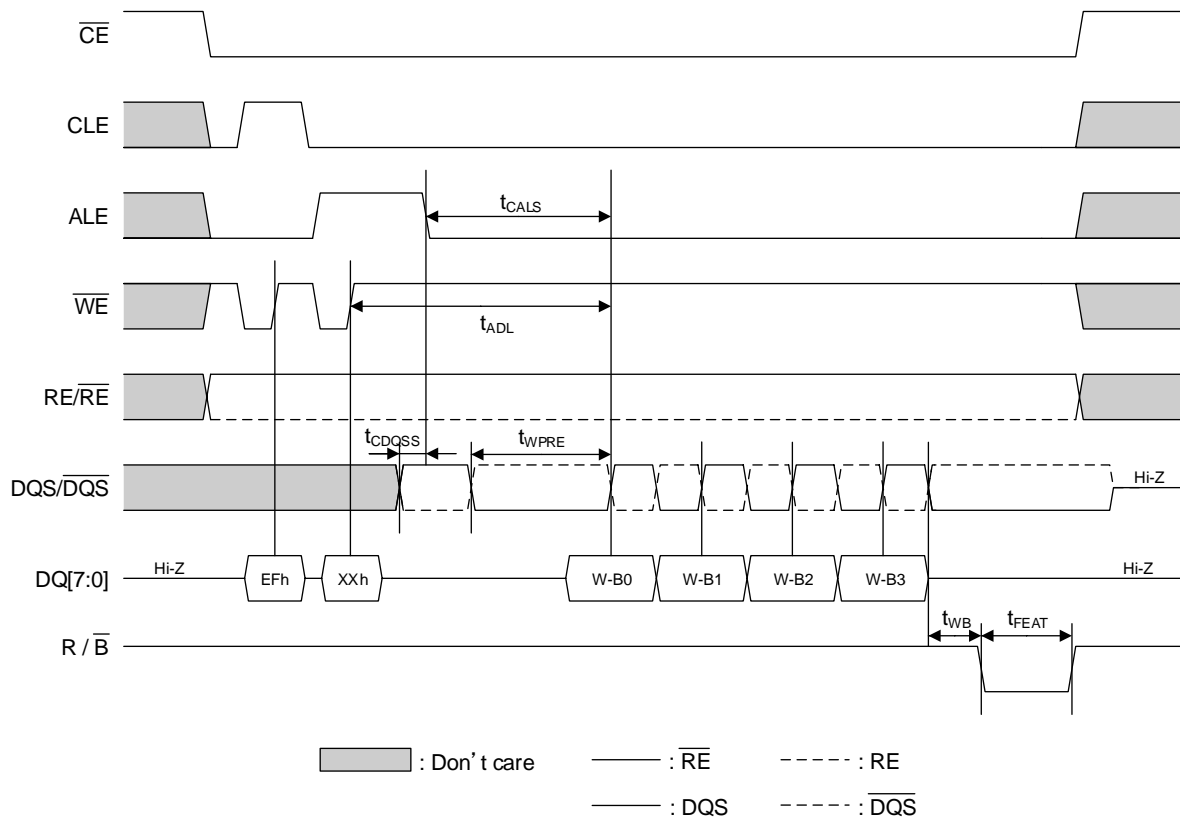 CE
CLE
ALE
tCALS
WE
tADL
RE/RE
tCDQSS
tWPRE
DQS/DQS
Hi-Z
DQ[7:0]
Hi-Z
EFh
XXh
W-B0
W-B1
W-B2
W-B3
Hi-Z
tWB
tFEAT
R / B
: Don't care
: RE
: RE
: DQS
: DQS